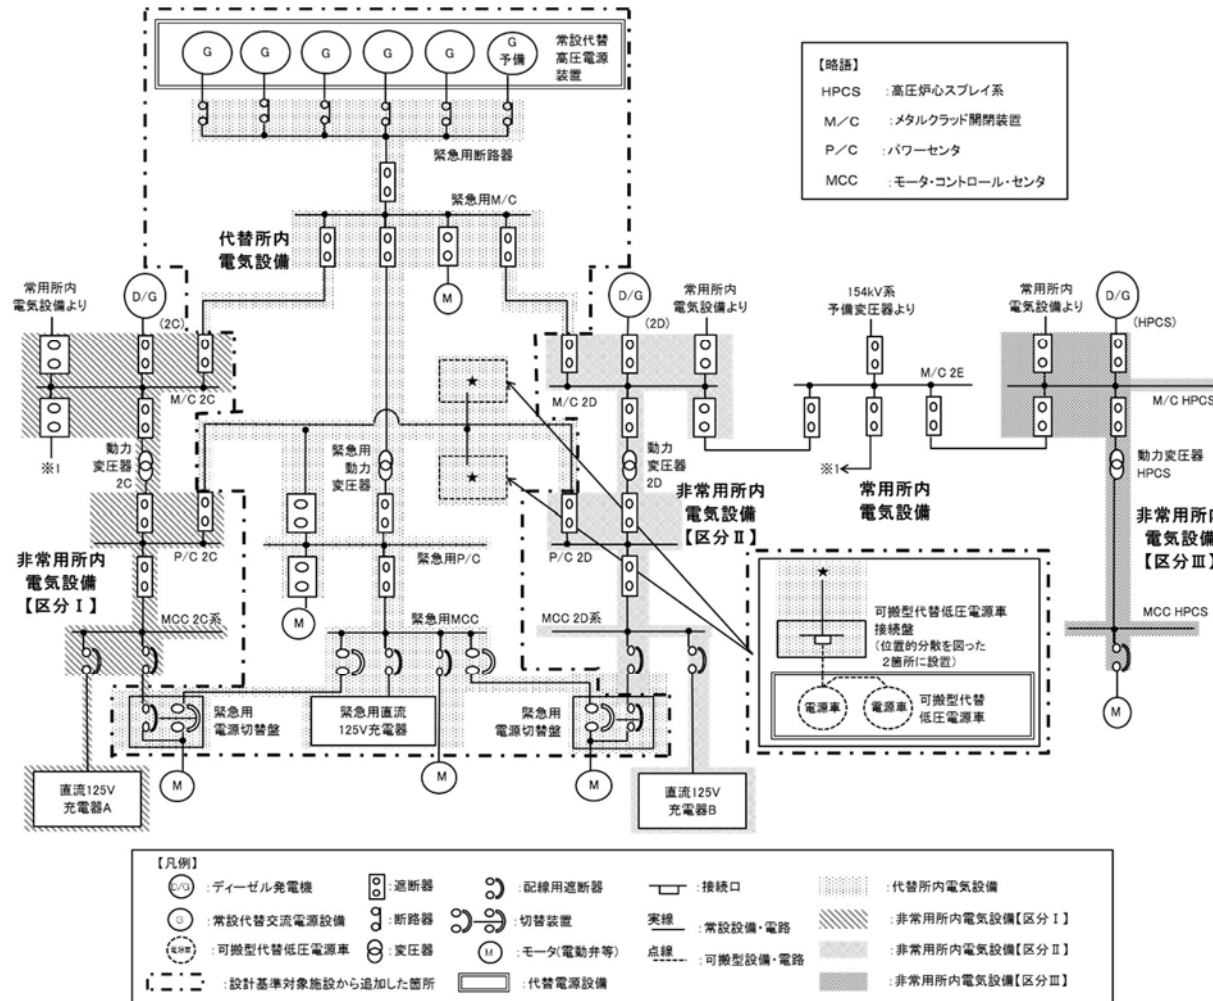 G
G
G
G
G
G
予備
常設代替
高圧電源
装置
【略語】
HPCS :高圧炉心スプレイ系
M/C :メタルクラッド開閉装置
P/C :パワーセンタ
MCC :モータ・コントロール・センタ
緊急用断路器
緊急用M/C
代替所内
電気設備
常用所内
電気設備より
D/G
(2C)
M
D/G
(2D)
常用所内
電気設備より
154kV系
予備変圧器より
常用所内
電気設備より
D/G
(HPCS)
M/C 2C
★
M/C 2D
M/C 2E
M/C HPCS
※1
動力
変圧器
2C
緊急用
動力
変圧器
★
動力
変圧器
2D
※1
常用所内
電気設備
動力変圧器
HPCS
非常用所内
電気設備
【区分Ⅱ】
非常用所内
電気設備
【区分Ⅲ】
P/C 2C
緊急用P/C
P/C 2D
非常用所内
電気設備
【区分Ⅰ】
M
MCC 2C系
緊急用MCC
MCC 2D系
MCC HPCS
★
可搬型代替低圧電源車
接続盤
(位置的分散を図った
2箇所に設置)
電源車
電源車
可搬型代替
低圧電源車
緊急用
電源切替盤
緊急用直流
125V充電器
緊急用
電源切替盤
M
M
M
M
直流125V
充電器A
直流125V
充電器B
【凡例】
D/G :ディーゼル発電機
:遮断器
:配線用遮断器
:接続口
:代替所内電気設備
G :常設代替交流電源設備
:断路器
:切替装置
実線 :常設設備・電路
:非常用所内電気設備【区分Ⅰ】
電源車 :可搬型代替低圧電源車
:変圧器
M :モータ(電動弁等)
点線 :可搬型設備・電路
:非常用所内電気設備【区分Ⅱ】
:設計基準対象施設から追加した箇所
:代替電源設備
:非常用所内電気設備【区分Ⅲ】